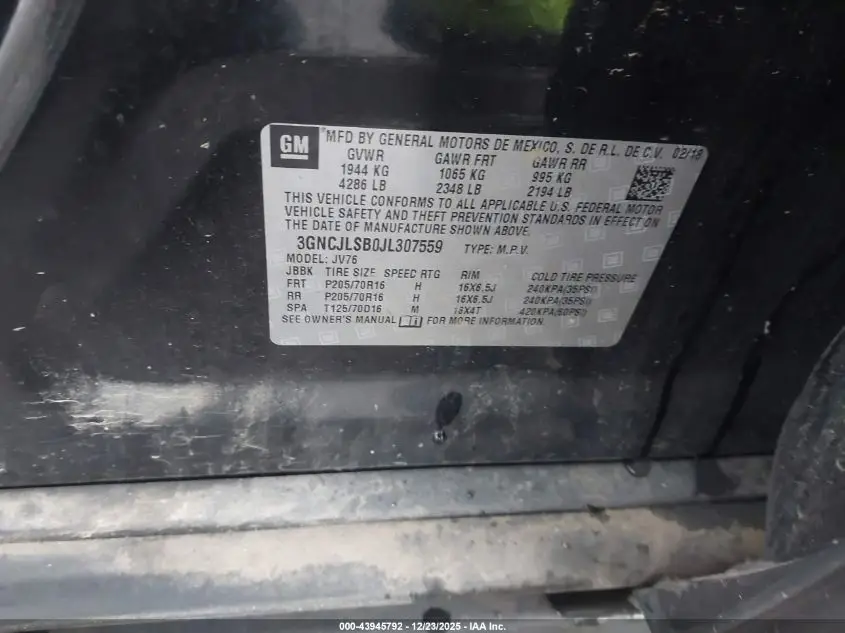 GM
MFD BY GENERAL MOTORS DE MEXICO, S. DE R.L. DE C.V. 02/18
GVWR GAWR FRT GAWR RR
1944 KG 1065 KG 995 KG
4286 LB 2348 LB 2194 LB
THIS VEHICLE CONFORMS TO ALL APPLICABLE U.S. FEDERAL MOTOR
VEHICLE SAFETY AND THEFT PREVENTION STANDARDS IN EFFECT ON
THE DATE OF MANUFACTURE SHOWN ABOVE.
3GNCJLSB0JL307559 TYPE: M.P.V.
MODEL: JV76
JBBK TIRE SIZE SPEED RTG RIM COLD TIRE PRESSURE
FRT P205/70R16 H 16X6.5J 240KPA(35PSI)
RR P205/70R16 H 16X6.5J 240KPA(35PSI)
SPA T125/70D16 M 16X4T 420KPA(60PSI)
SEE OWNER'S MANUAL FOR MORE INFORMATION.
000-43945792 - 12/23/2025 - IAA Inc.